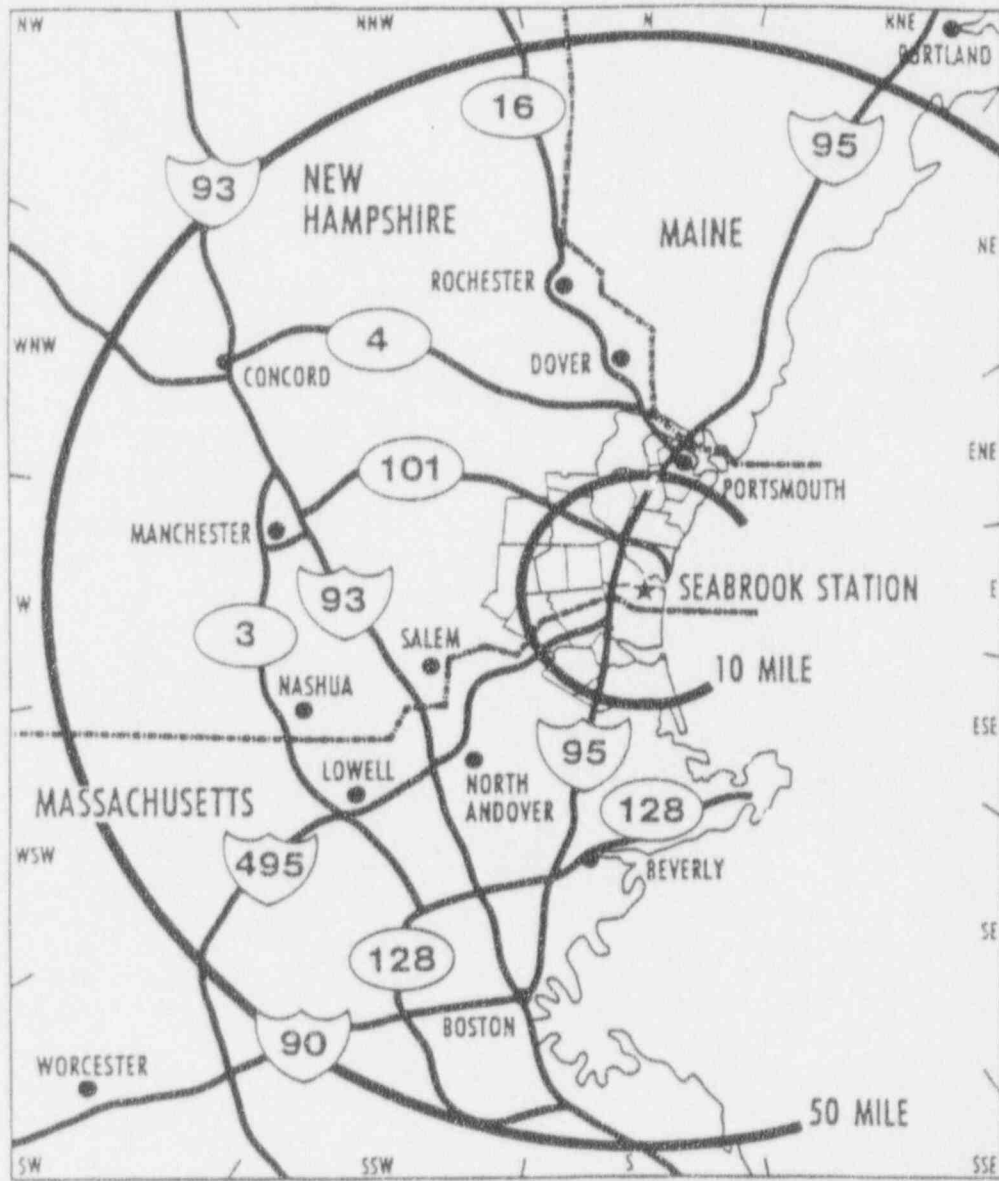 NW
NNW
N
KNE
PORTLAND
16
95
93
NEW
HAMPSHIRE
MAINE
NE
ROCHESTER
WNW
4
DOVER
CONCORD
101
ENE
PORTSMOUTH
MANCHESTER
93
SEABROOK STATION
E
W
3
SALEM
10 MILE
NASHUA
ESE
95
LOWELL
NORTH
ANDOVER
MASSACHUSETTS
128
WSW
495
BEVERLY
SE
128
BOSTON
90
WORCESTER
50 MILE
SW
SSW
S
SSE